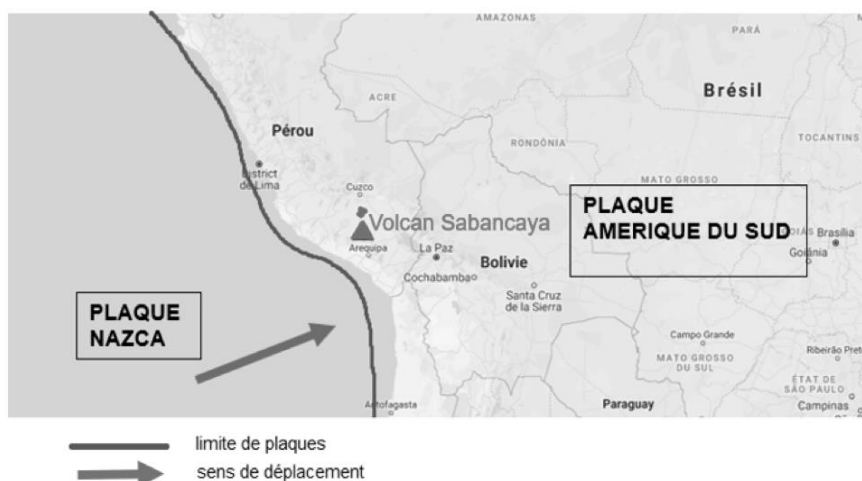 AMAZONAS
PARÁ
ACRE
Brésil
Pérou
RONDÔNIA
TOCANTINS
District
de Lima
Cuzco
MATO GROSSO
Volcan Sabancaya
PLAQUE
AMERIQUE DU SUD
Arequipa
La Paz
Brasília
Goiânia
Bolivie
Cochabamba
PLAQUE
NAZCA
Santa Cruz
de la Sierra
Campo Grande
MATO GROSSO
DU SUL
Ribeirão Pret
ÉTAT DE
SÃO PAULO
Antofagasta
Paraguay
Campinas
limite de plaques
sens de déplacement